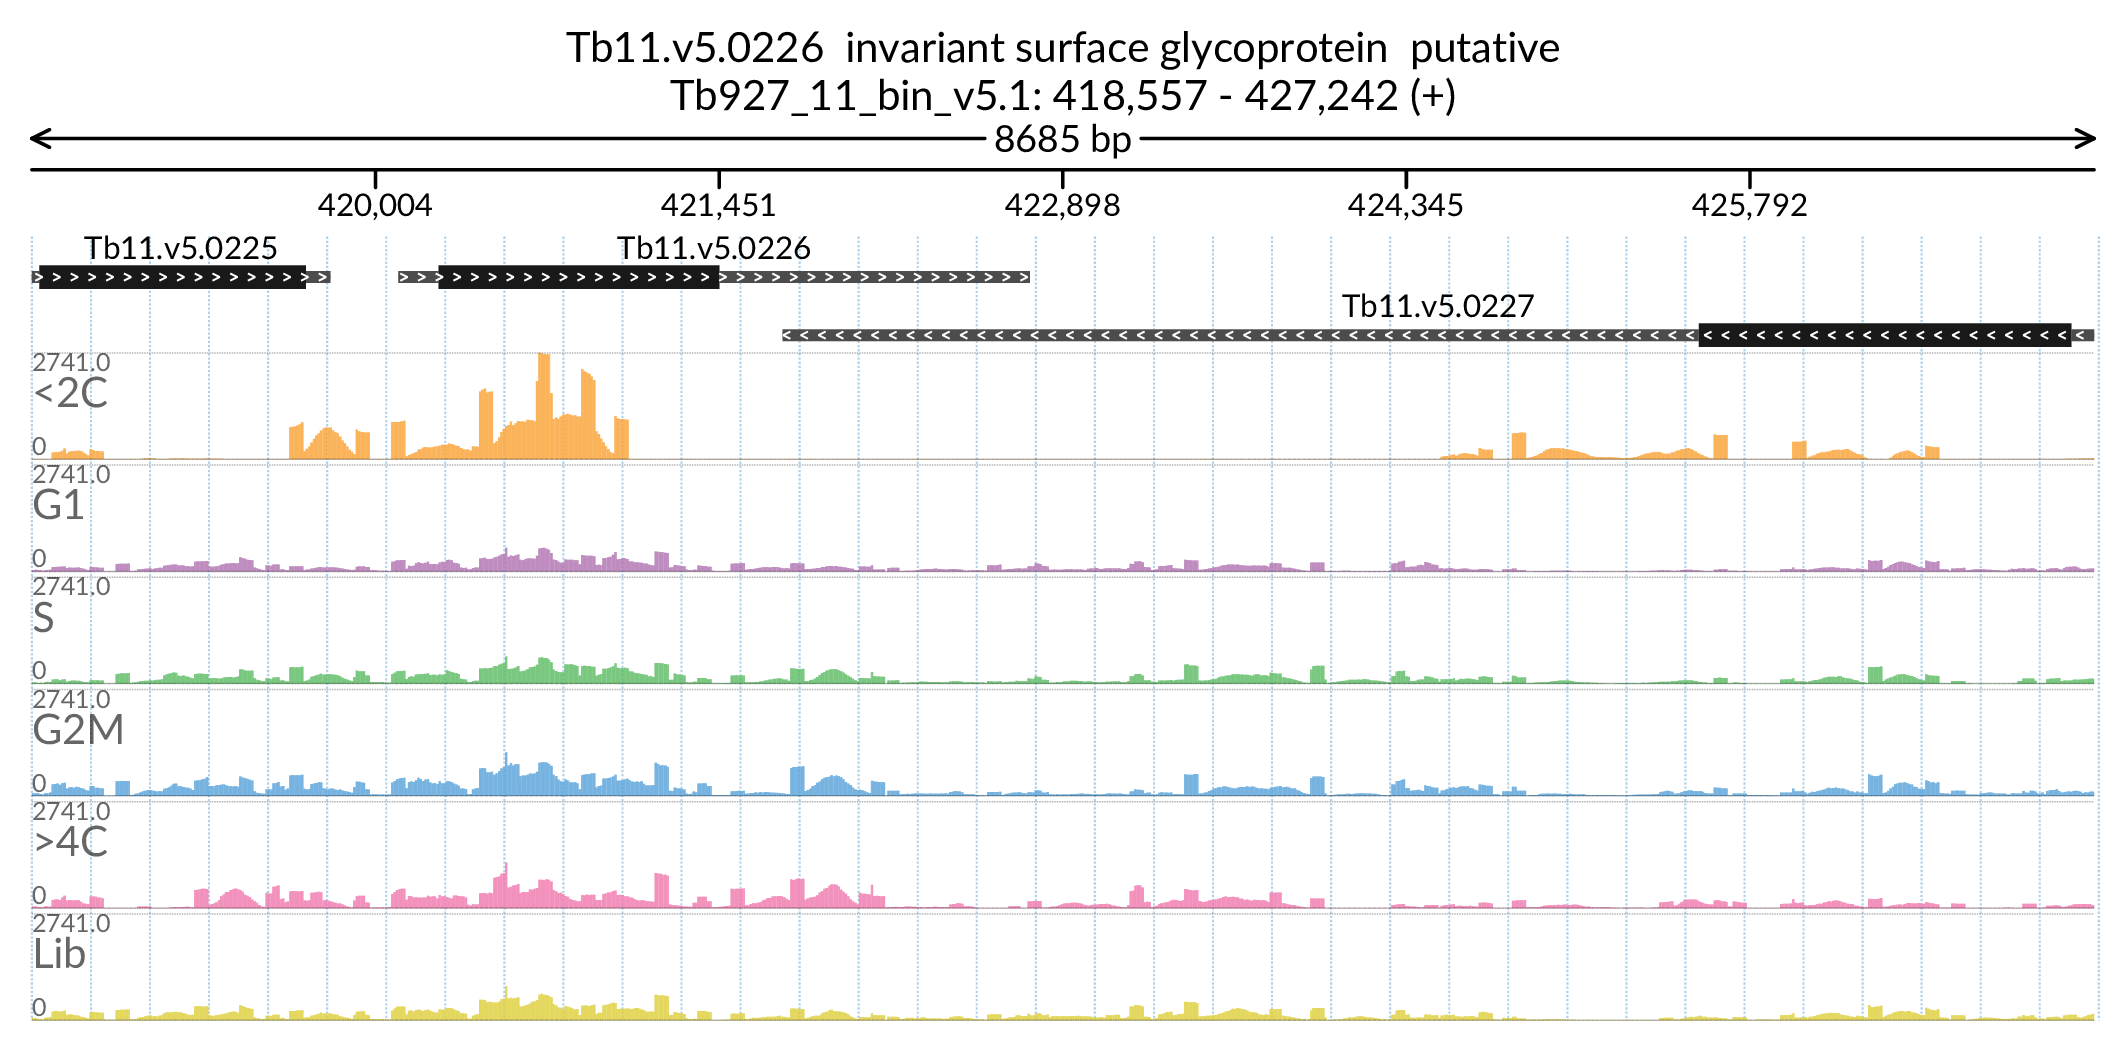 Tb11.v5.0226 invariant surface glycoprotein putative
Tb927_11_bin_v5.1: 418,557 - 427,242 (+)
8685 bp
420,004 421,451 422,898 424,345 425,792
Tb11.v5.0225 Tb11.v5.0226
Tb11.v5.0227
2741.0
<2C
0
2741.0
G1
0
2741.0
S
0
2741.0
G2M
0
2741.0
>4C
0
2741.0
Lib
0